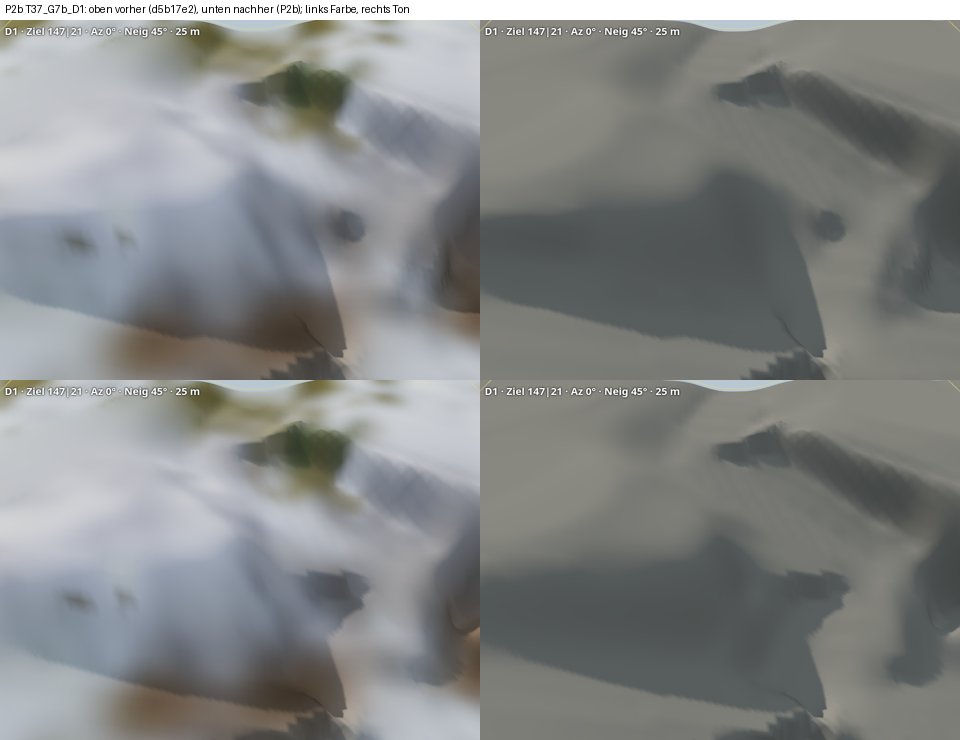 P2b T37_G7b_D1: oben vorher (d5b17e2), unten nachher (P2b); links Farbe, rechts Ton
D1 · Ziel 147|21 · Az 0° · Neig 45° · 25 m
D1 · Ziel 147|21 · Az 0° · Neig 45° · 25 m
D1 · Ziel 147|21 · Az 0° · Neig 45° · 25 m
D1 · Ziel 147|21 · Az 0° · Neig 45° · 25 m